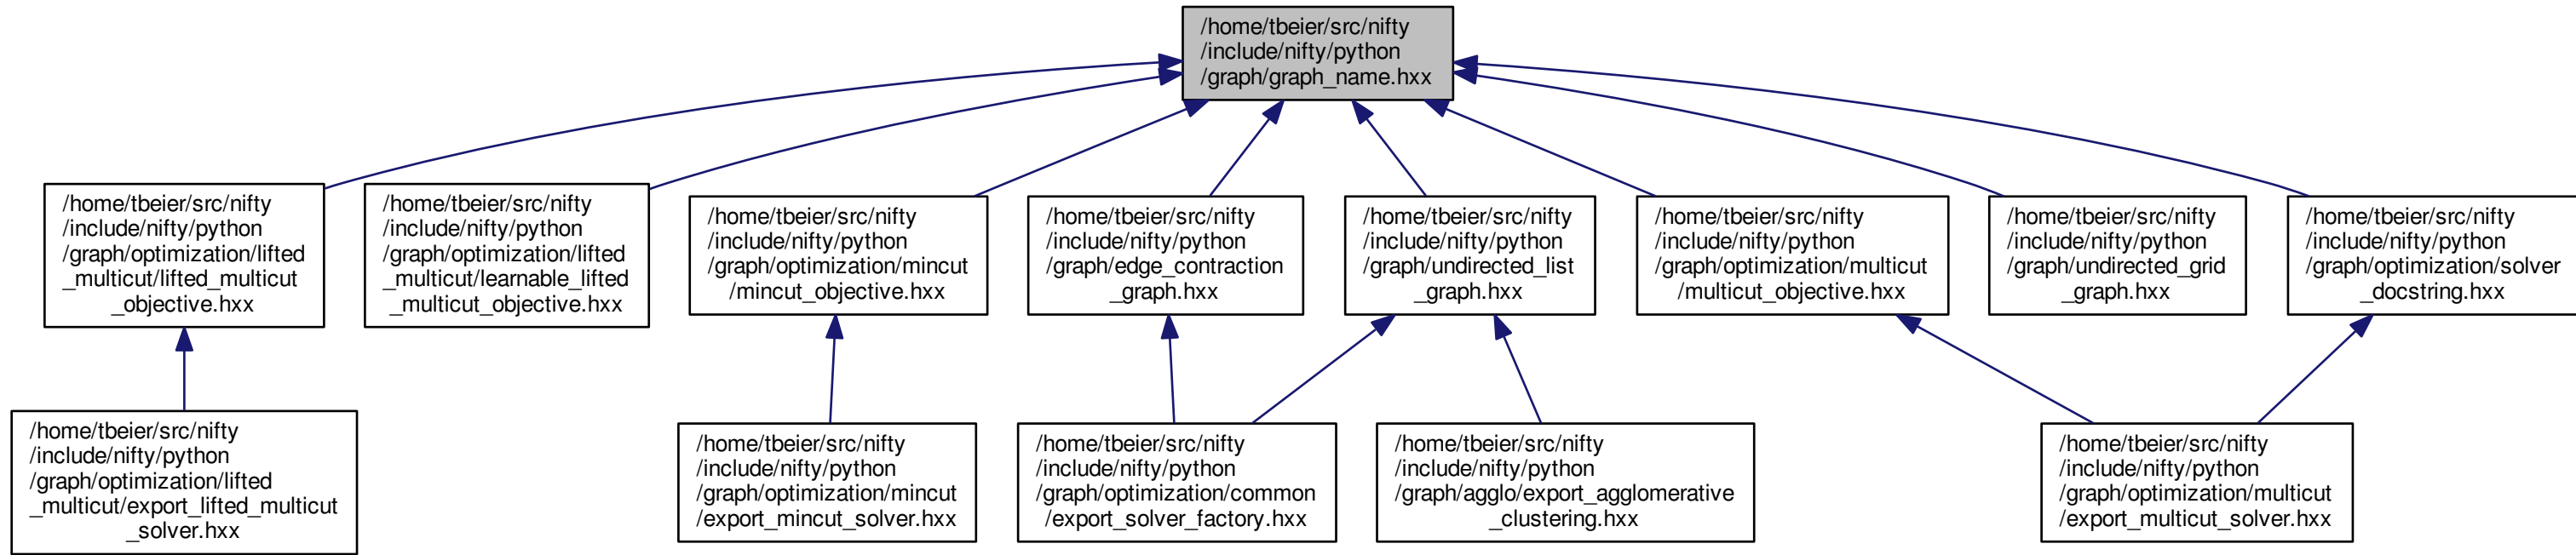 /home/tbeier/src/nifty
/include/nifty/python
/graph/graph_name.hxx
/home/tbeier/src/nifty
/include/nifty/python
/graph/optimization/lifted
_multicut/lifted_multicut
_objective.hxx
/home/tbeier/src/nifty
/include/nifty/python
/graph/optimization/lifted
_multicut/learnable_lifted
_multicut_objective.hxx
/home/tbeier/src/nifty
/include/nifty/python
/graph/optimization/mincut
/mincut_objective.hxx
/home/tbeier/src/nifty
/include/nifty/python
/graph/edge_contraction
_graph.hxx
/home/tbeier/src/nifty
/include/nifty/python
/graph/undirected_list
_graph.hxx
/home/tbeier/src/nifty
/include/nifty/python
/graph/optimization/multicut
/multicut_objective.hxx
/home/tbeier/src/nifty
/include/nifty/python
/graph/undirected_grid
_graph.hxx
/home/tbeier/src/nifty
/include/nifty/python
/graph/optimization/solver
_docstring.hxx
/home/tbeier/src/nifty
/include/nifty/python
/graph/optimization/lifted
_multicut/export_lifted_multicut
_solver.hxx
/home/tbeier/src/nifty
/include/nifty/python
/graph/optimization/mincut
/export_mincut_solver.hxx
/home/tbeier/src/nifty
/include/nifty/python
/graph/optimization/common
/export_solver_factory.hxx
/home/tbeier/src/nifty
/include/nifty/python
/graph/agglo/export_agglomerative
_clustering.hxx
/home/tbeier/src/nifty
/include/nifty/python
/graph/optimization/multicut
/export_multicut_solver.hxx